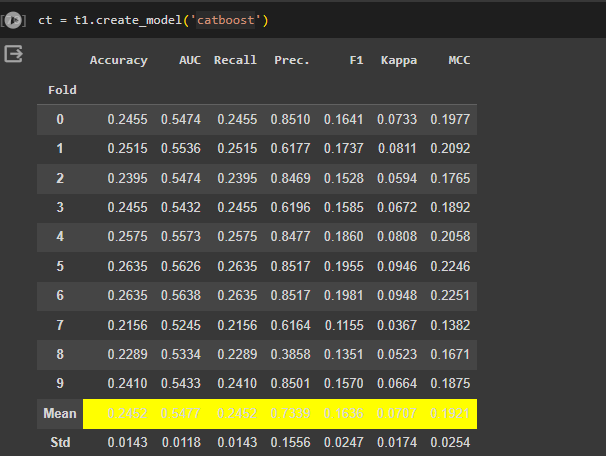 ct = t1.create_model('catboost')
Accuracy AUC Recall Prec. F1 Kappa MCC
Fold
0 0.2455 0.5474 0.2455 0.8510 0.1641 0.0733 0.1977
1 0.2515 0.5536 0.2515 0.6177 0.1737 0.0811 0.2092
2 0.2395 0.5474 0.2395 0.8469 0.1528 0.0594 0.1765
3 0.2455 0.5432 0.2455 0.6196 0.1585 0.0672 0.1892
4 0.2575 0.5573 0.2575 0.8477 0.1860 0.0808 0.2058
5 0.2635 0.5626 0.2635 0.8517 0.1955 0.0946 0.2246
6 0.2635 0.5638 0.2635 0.8517 0.1981 0.0948 0.2251
7 0.2156 0.5245 0.2156 0.6164 0.1155 0.0367 0.1382
8 0.2289 0.5334 0.2289 0.3858 0.1351 0.0523 0.1671
9 0.2410 0.5433 0.2410 0.8501 0.1570 0.0664 0.1875
Mean 0.2452 0.5477 0.2452 0.7339 0.1636 0.0707 0.1921
Std 0.0143 0.0118 0.0143 0.1556 0.0247 0.0174 0.0254